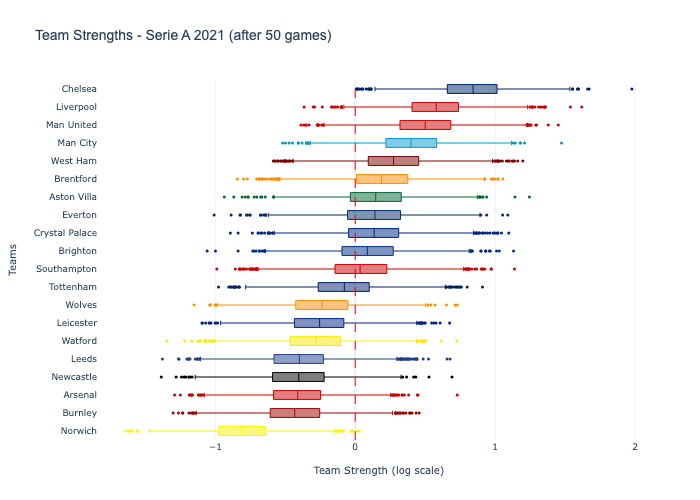 Team Strengths - Serie A 2021 (after 50 games)
Chelsea
Liverpool
Man United
Man City
West Ham
Brentford
Aston Villa
Everton
Crystal Palace
Brighton
Southampton
Tottenham
Wolves
Leicester
Watford
Leeds
Newcastle
Arsenal
Burnley
Norwich
Teams
−1
0
1
2
Team Strength (log scale)